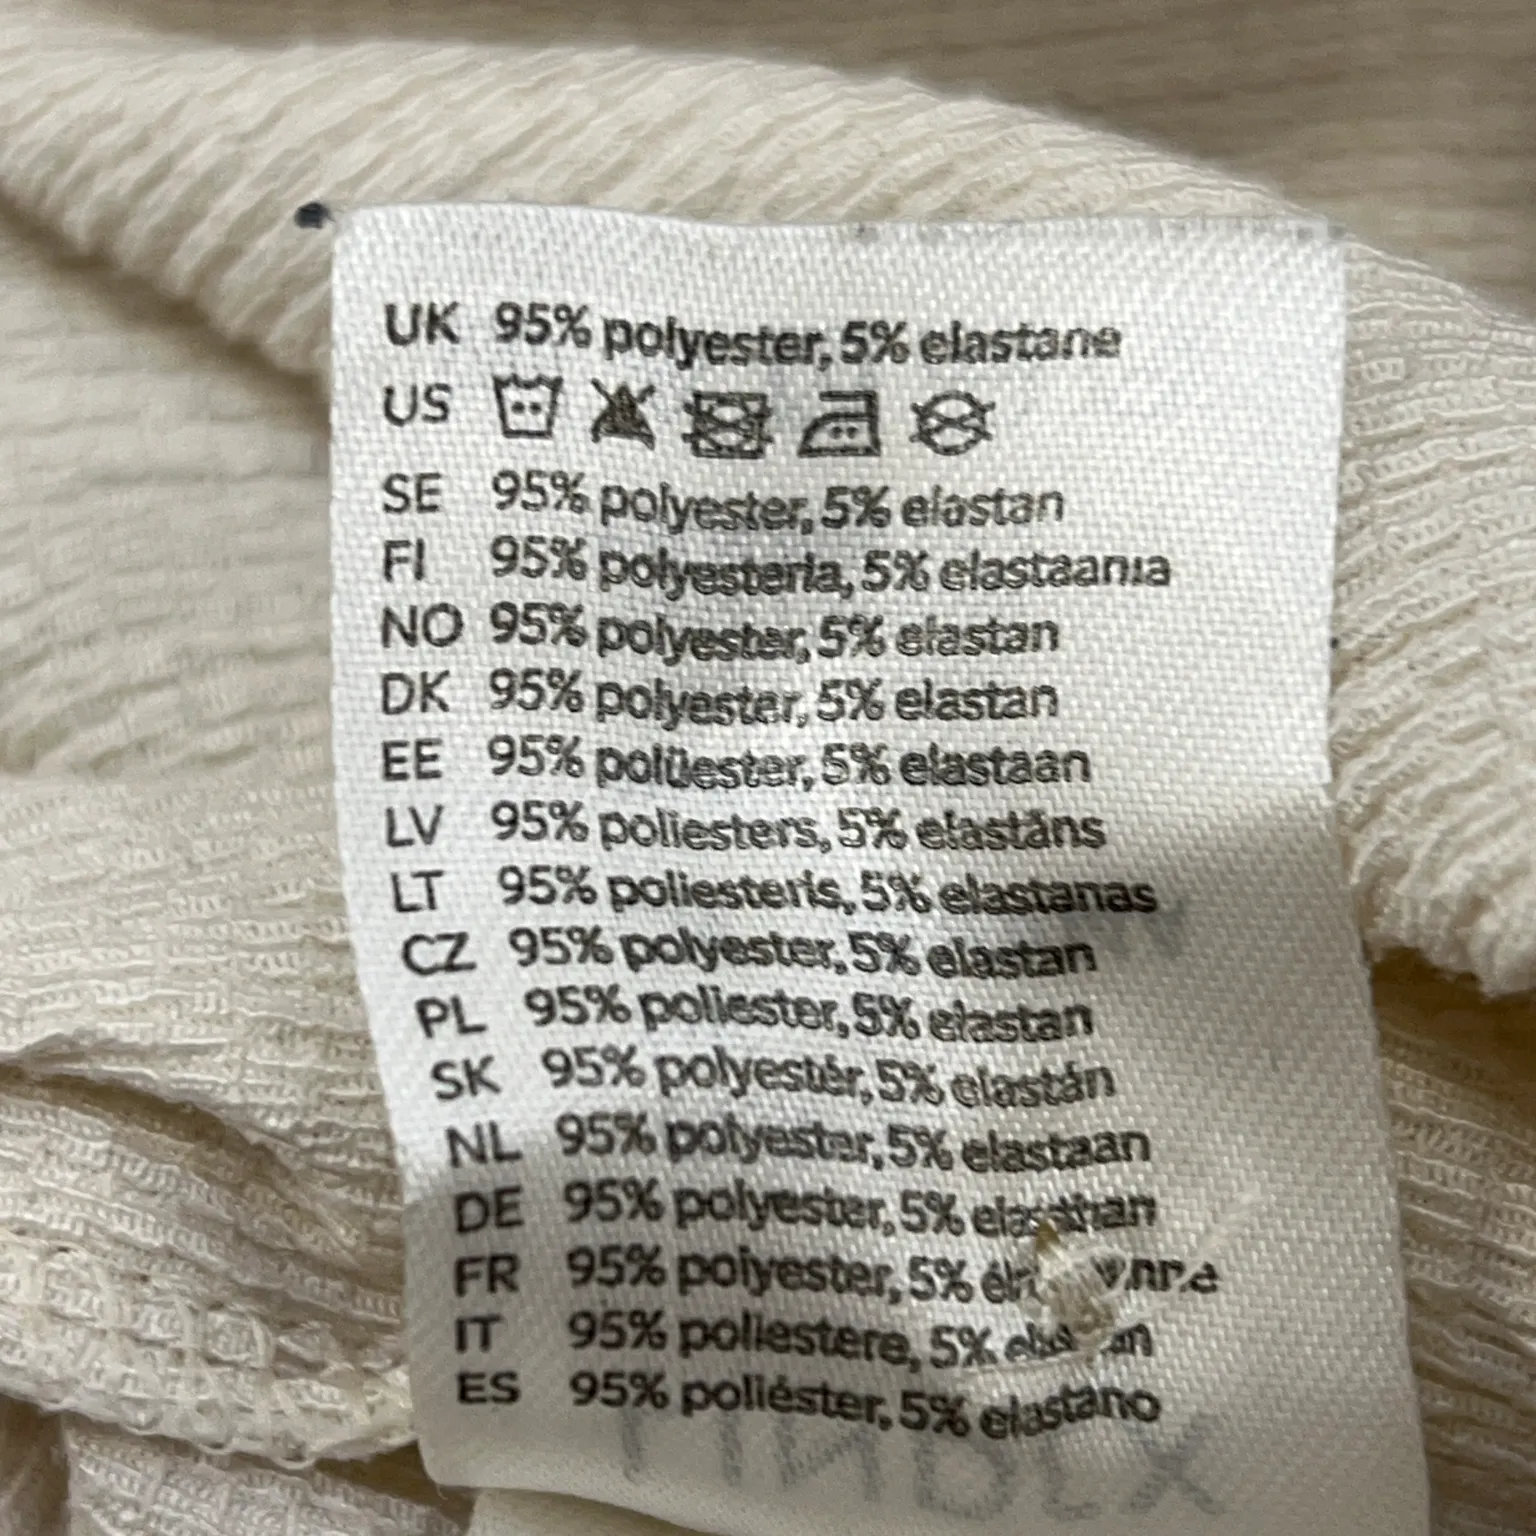 UK 95% polyester, 5% elastane
US
SE 95% polyester, 5% elastan
FI 95% polyesteria, 5% elastaania
NO 95% polyester, 5% elastan
DK 95% polyester, 5% elastan
EE 95% polüester, 5% elastaan
LV 95% poliesters, 5% elastāns
LT 95% poliesteris, 5% elastanas
CZ 95% polyester, 5% elastan
PL 95% poliester, 5% elastan
SK 95% polyestér, 5% elastán
NL 95% polyester, 5% elastaan
DE 95% polyester, 5% elasthan
FR 95% polyester, 5%
IT 95% poliestere, 5%
ES 95% poliéster, 5% elastano